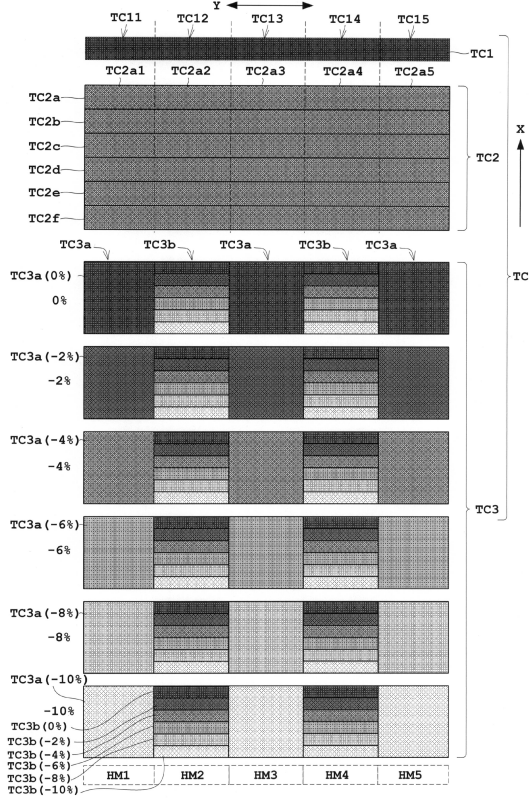 Y
TC11 TC12 TC13 TC14 TC15
TC1
TC2a1 TC2a2 TC2a3 TC2a4 TC2a5
TC2a
TC2b
TC2c
TC2d
TC2e
TC2f
TC2
X
TC3a TC3b TC3a TC3b TC3a
TC
TC3a(0%)
0%
TC3a(-2%)
-2%
TC3a(-4%)
-4%
TC3
TC3a(-6%)
-6%
TC3a(-8%)
-8%
TC3a(-10%)
-10%
TC3b(0%)
TC3b(-2%)
TC3b(-4%)
TC3b(-6%)
TC3b(-8%)
TC3b(-10%)
HM1 HM2 HM3 HM4 HM5